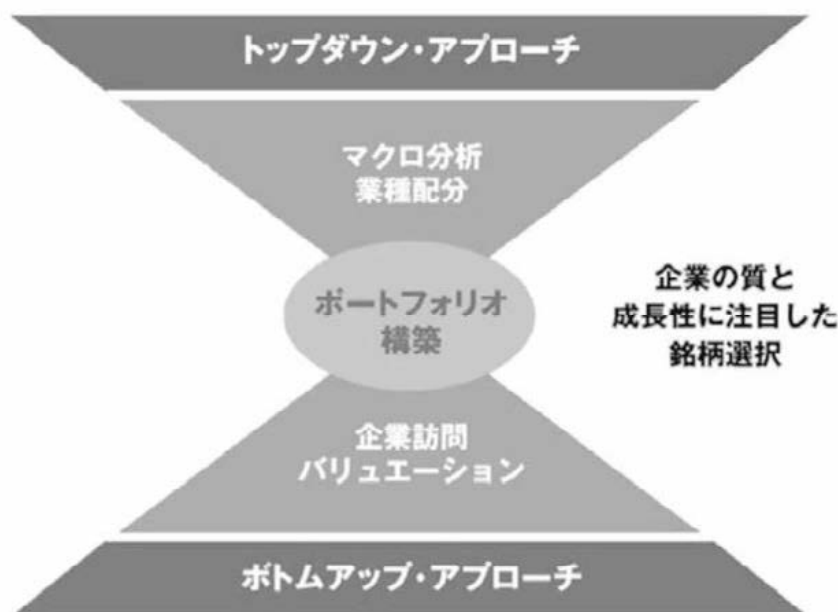 トップダウン・アプローチ
マクロ分析
業種配分
ポートフォリオ
構築
企業の質と
成長性に注目した
銘柄選択
企業訪問
バリュエーション
ボトムアップ・アプローチ